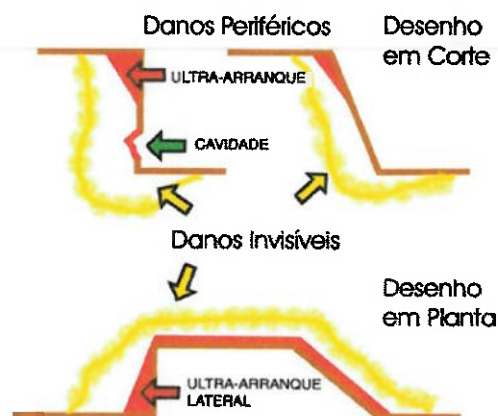 Danos Periféricos
Desenho
em Corte
ULTRA-ARRANQUE
CAVIDADE
Danos Invisíveis
Desenho
em Planta
ULTRA-ARRANQUE
LATERAL